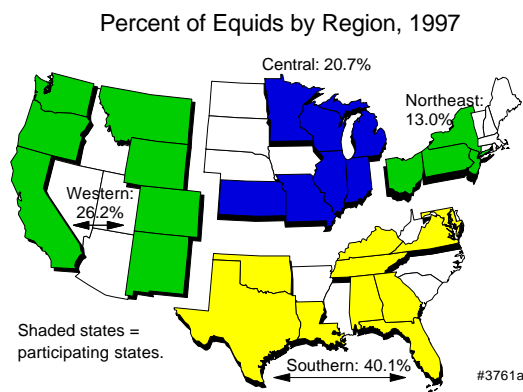 Percent of Equids by Region, 1997
Central: 20.7%
Northeast:
13.0%
Western:
26.2%
Shaded states =
participating states.
Southern: 40.1%
#3761a